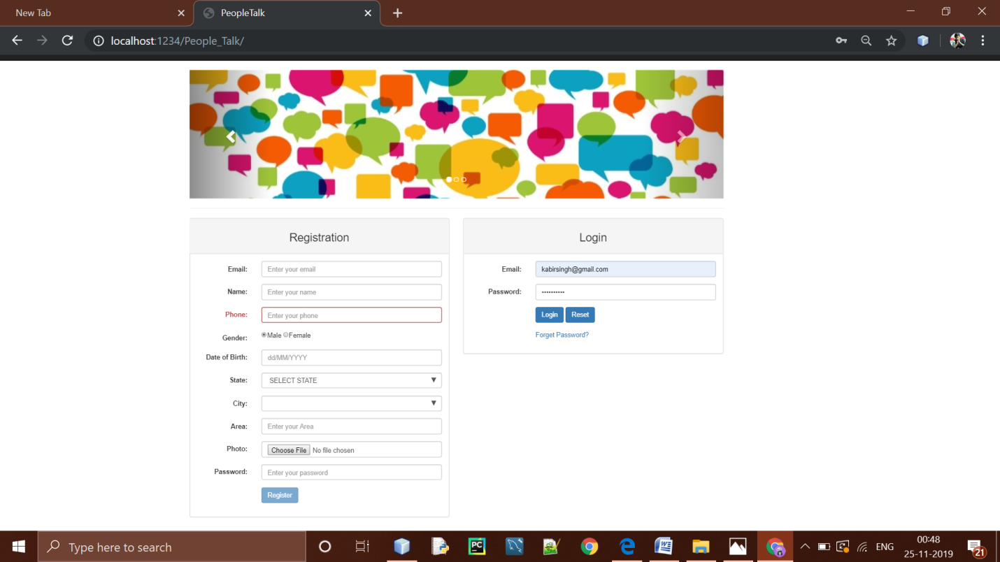 New Tab
PeopleTalk
localhost:1234/People_Talk/
Registration
Email: Enter your email
Name: Enter your name
Phone: Enter your phone
Gender: Male Female
Date of Birth: dd/MM/YYYY
State: SELECT STATE
City:
Area: Enter your Area
Photo: Choose File No file chosen
Password: Enter your password
Register
Login
Email: kabirsingh@gmail.com
Password: ••••••••••
Login Reset
Forget Password?
Type here to search
PC
W
ENG
00:48
25-11-2019
21